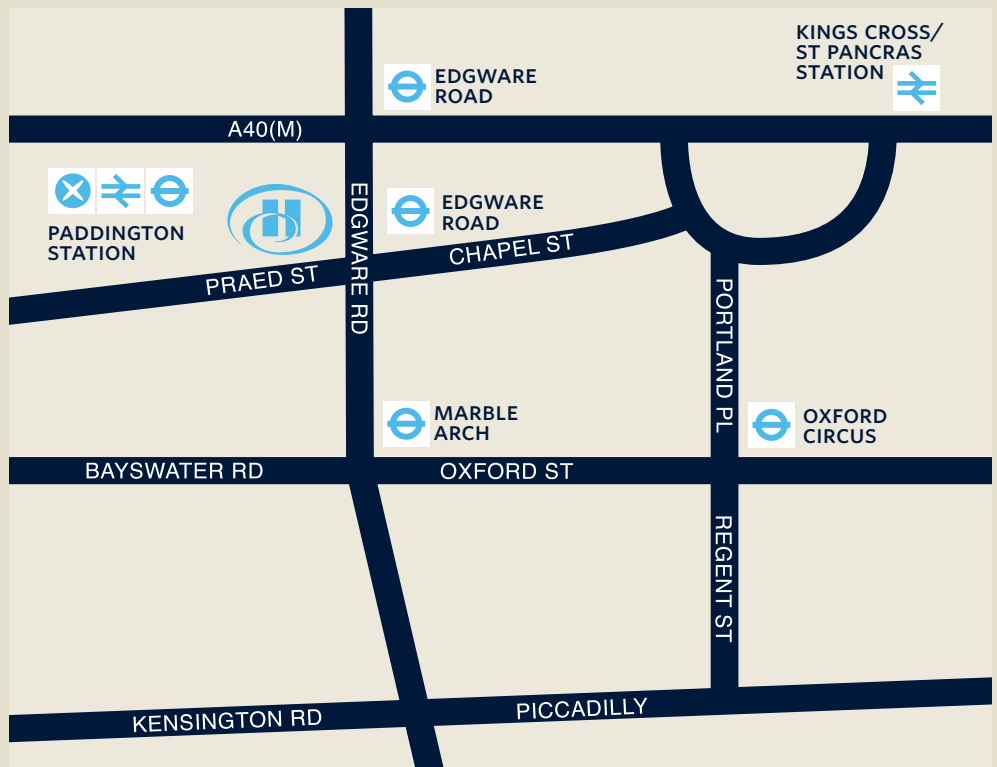 KINGS CROSS/
ST PANCRAS
STATION
EDGWARE
ROAD
A40(M)
PADDINGTON
STATION
H
EDGWARE RD
EDGWARE
ROAD
CHAPEL ST
PRAED ST
PORTLAND PL
MARBLE
ARCH
OXFORD
CIRCUS
BAYSWATER RD
OXFORD ST
REGENT ST
KENSINGTON RD
PICCADILLY